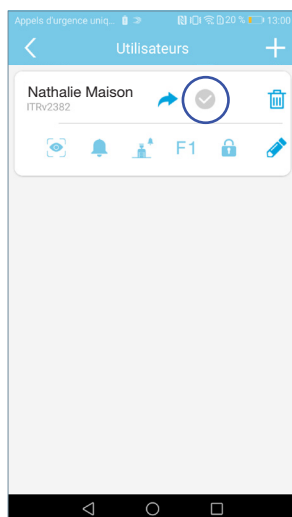 Appels d'urgence uniq... 20 % 13:00
Utilisateurs
Nathalie Maison
ITRv2382
F1